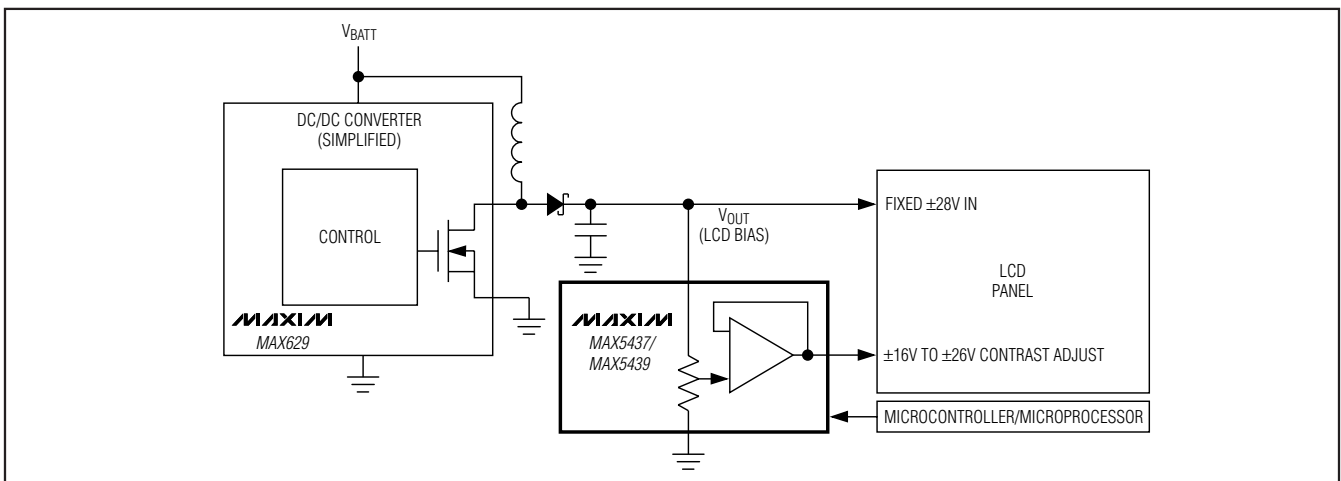 VBATT
DC/DC CONVERTER
(SIMPLIFIED)
CONTROL
MAXIM
MAX629
VOUT
(LCD BIAS)
MAXIM
MAX5437/
MAX5439
FIXED ±28V IN
LCD
PANEL
±16V TO ±26V CONTRAST ADJUST
MICROCONTROLLER/MICROPROCESSOR